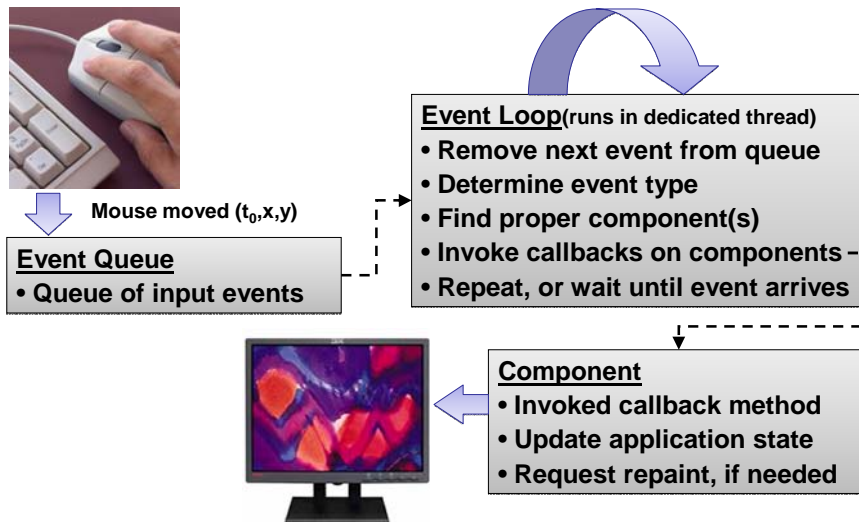 Mouse moved (t0,x,y)
Event Queue
• Queue of input events
Event Loop(runs in dedicated thread)
• Remove next event from queue
• Determine event type
• Find proper component(s)
• Invoke callbacks on components
• Repeat, or wait until event arrives
Component
• Invoked callback method
• Update application state
• Request repaint, if needed